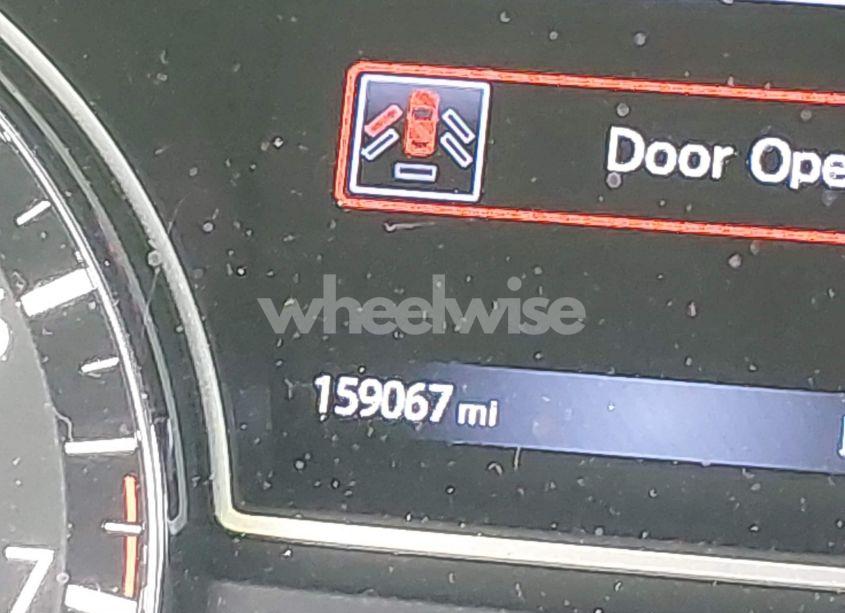 Door Ope
wheelwise
159067 mi
7